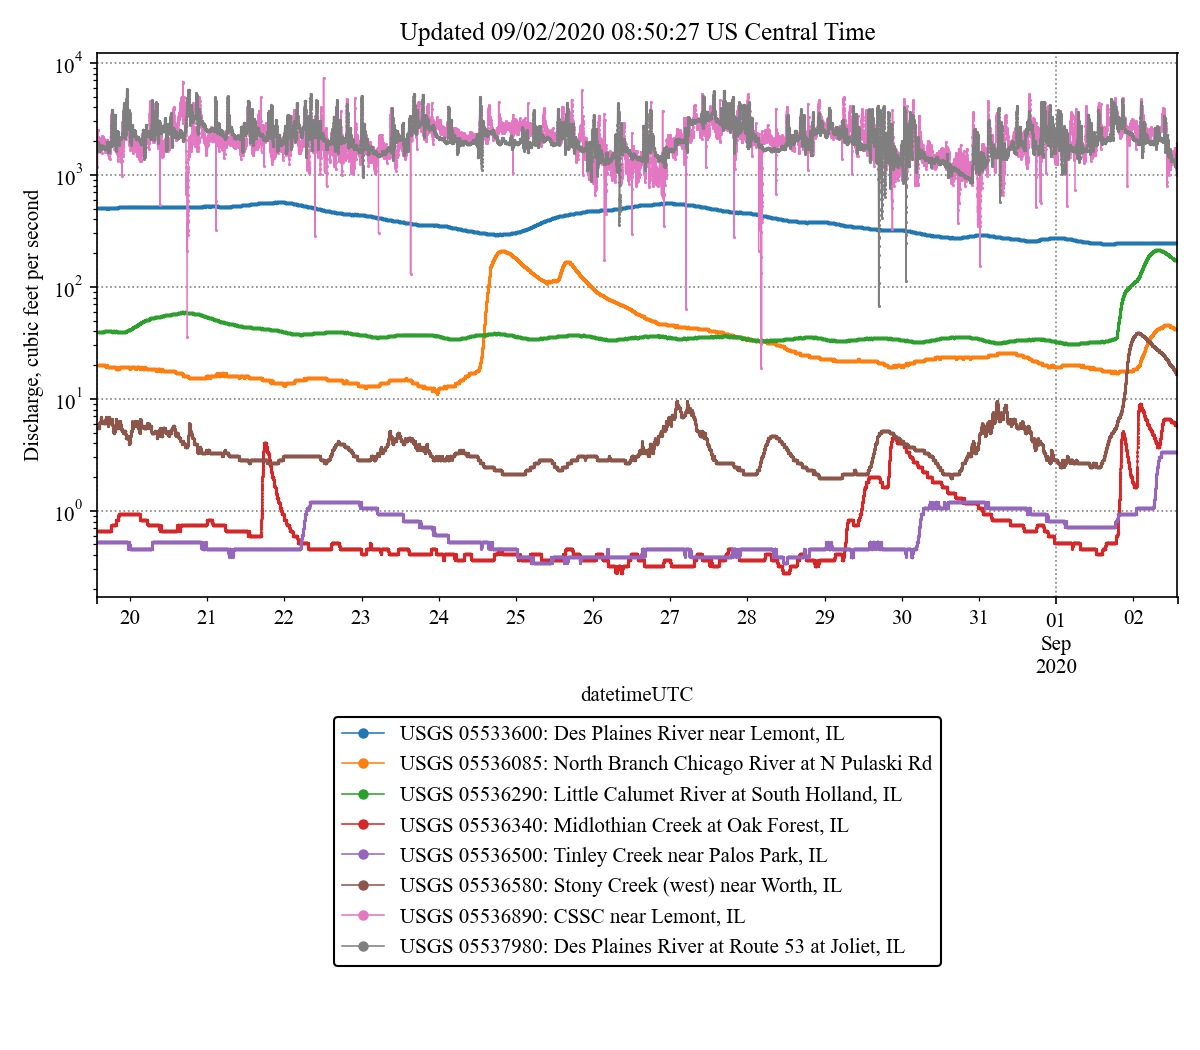 Updated 09/02/2020 08:50:27 US Central Time
Discharge, cubic feet per second
10^4
10^3
10^2
10^1
10^0
20 21 22 23 24 25 26 27 28 29 30 31 01 02
Sep
2020
datetimeUTC
USGS 05533600: Des Plaines River near Lemont, IL
USGS 05536085: North Branch Chicago River at N Pulaski Rd
USGS 05536290: Little Calumet River at South Holland, IL
USGS 05536340: Midlothian Creek at Oak Forest, IL
USGS 05536500: Tinley Creek near Palos Park, IL
USGS 05536580: Stony Creek (west) near Worth, IL
USGS 05536890: CSSC near Lemont, IL
USGS 05537980: Des Plaines River at Route 53 at Joliet, IL